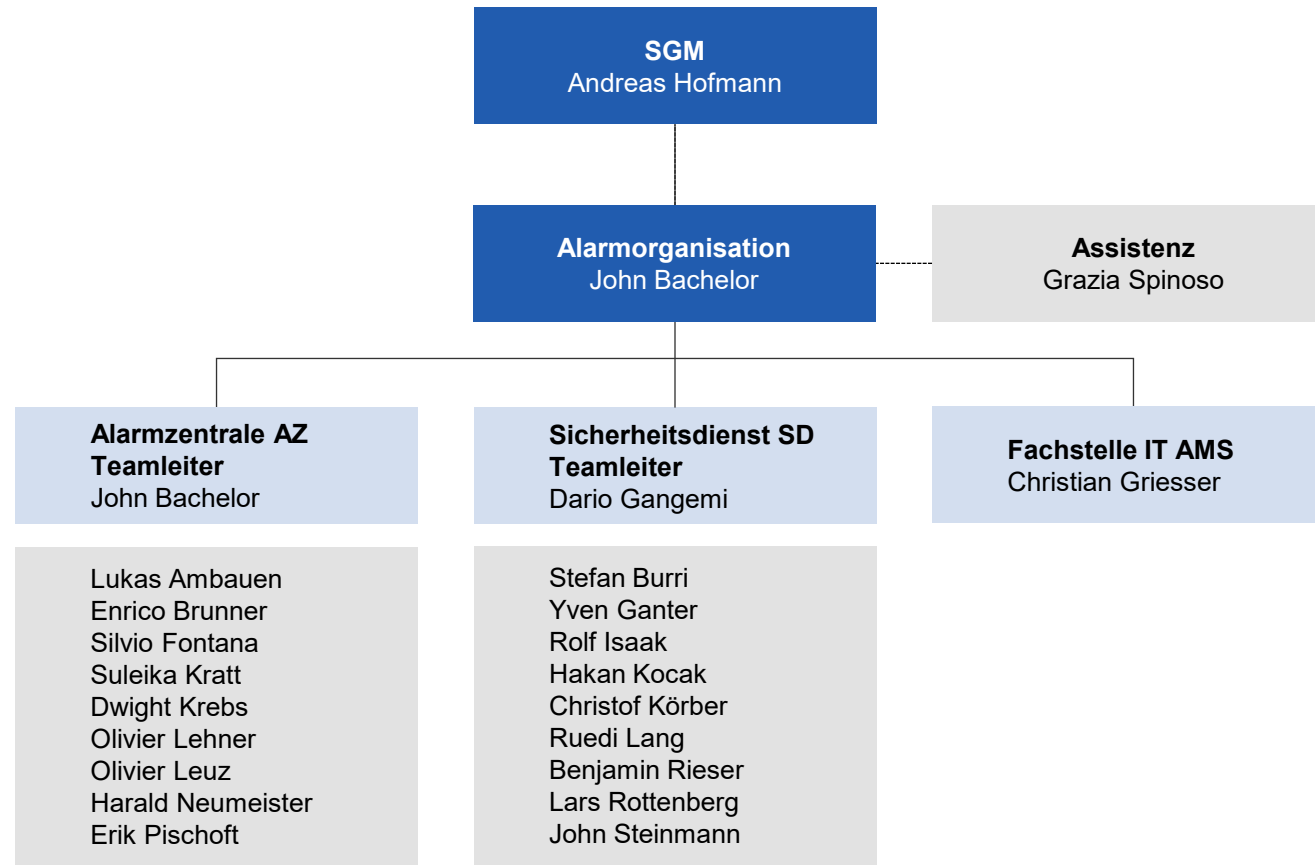 SGM
Andreas Hofmann
Alarmorganisation
John Bachelor
Assistenz
Grazia Spinoso
Alarmzentrale AZ
Teamleiter
John Bachelor
Sicherheitsdienst SD
Teamleiter
Dario Gangemi
Fachstelle IT AMS
Christian Griesser
Lukas Ambauen
Enrico Brunner
Silvio Fontana
Suleika Kratt
Dwight Krebs
Olivier Lehner
Olivier Leuz
Harald Neumeister
Erik Pischoft
Stefan Burri
Yven Ganter
Rolf Isaak
Hakan Kocak
Christof Körber
Ruedi Lang
Benjamin Rieser
Lars Rottenberg
John Steinmann